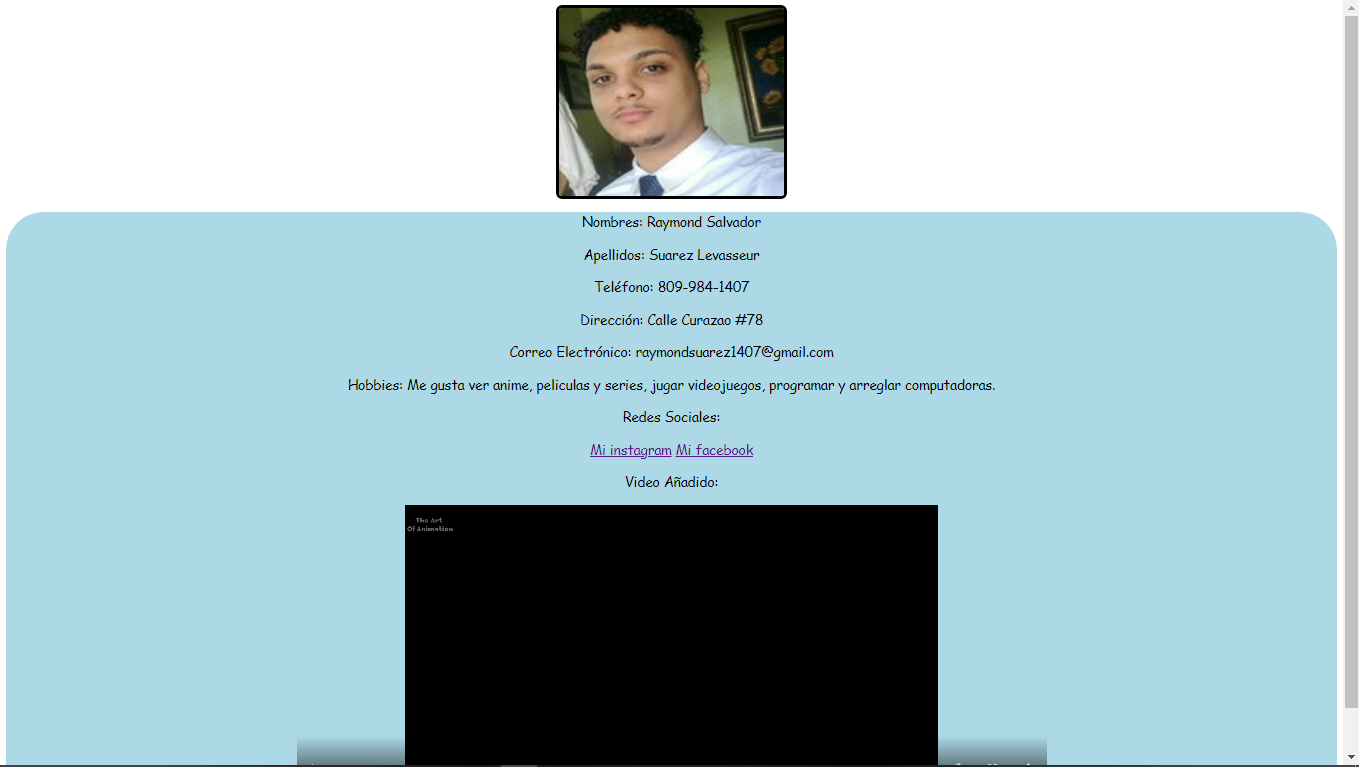 Nombres: Raymond Salvador
Apellidos: Suarez Levasseur
Teléfono: 809-984-1407
Dirección: Calle Curazao #78
Correo Electrónico: raymondsuarez1407@gmail.com
Hobbies: Me gusta ver anime, peliculas y series, jugar videojuegos, programar y arreglar computadoras.
Redes Sociales:
Mi instagram Mi facebook
Video Añadido:
The Art
Of Animation